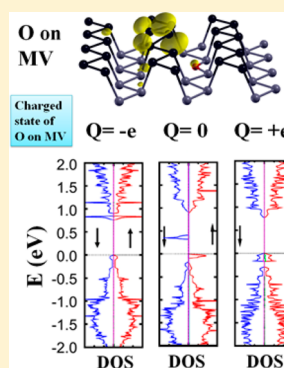 O on
MV
Charged
state of
O on MV
Q= -e Q= 0 Q= +e
2.0
1.5
1.0
0.5
0.0
-0.5
-1.0
-1.5
-2.0
E (eV)
DOS DOS DOS